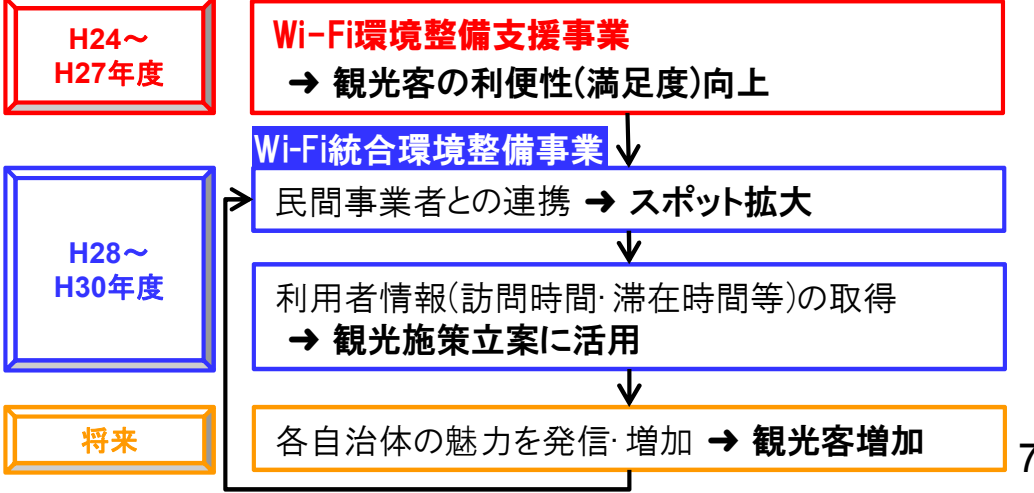 H24～
H27年度
Wi-Fi環境整備支援事業
➜ 観光客の利便性(満足度)向上
Wi-Fi統合環境整備事業
H28～
H30年度
民間事業者との連携 ➜ スポット拡大
利用者情報(訪問時間･滞在時間等)の取得
➜ 観光施策立案に活用
将来
各自治体の魅力を発信･増加 ➜ 観光客増加
7